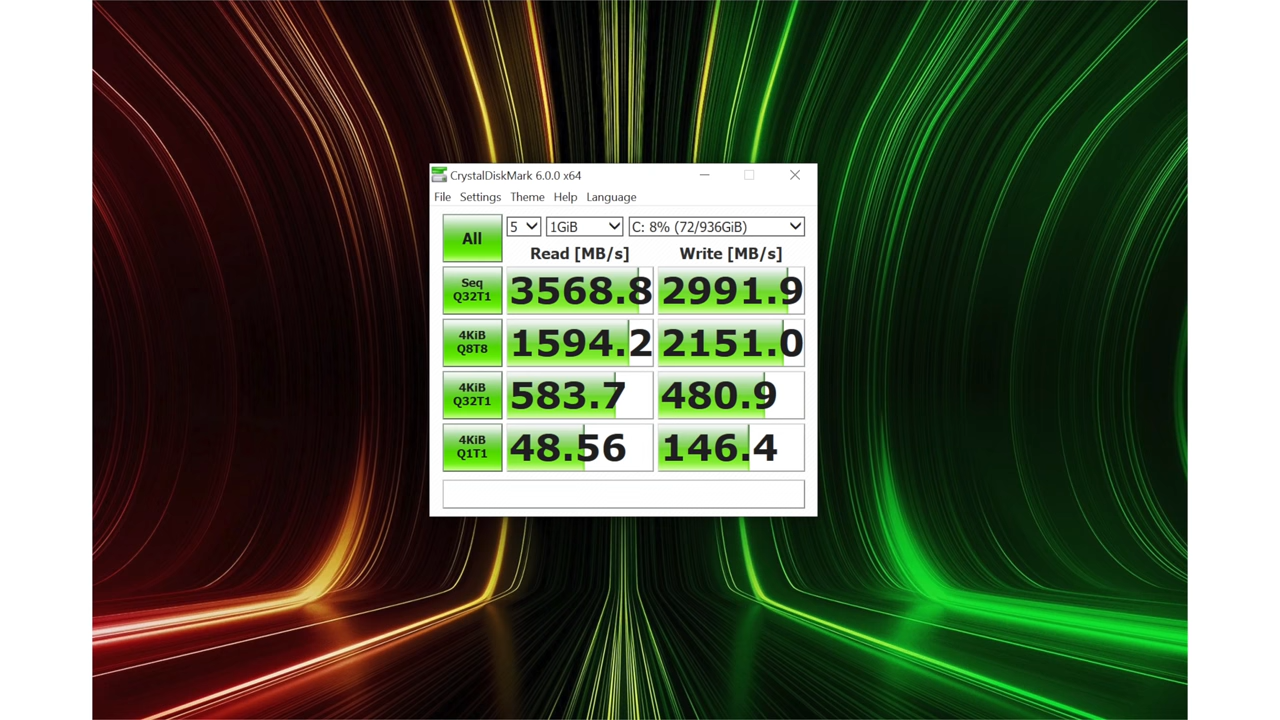 CrystalDiskMark 6.0.0 x64
File Settings Theme Help Language
All 5 1GiB C: 8% (72/936GiB)
Read [MB/s] Write [MB/s]
Seq
Q32T1 3568.8 2991.9
4KiB
Q8T8 1594.2 2151.0
4KiB
Q32T1 583.7 480.9
4KiB
Q1T1 48.56 146.4